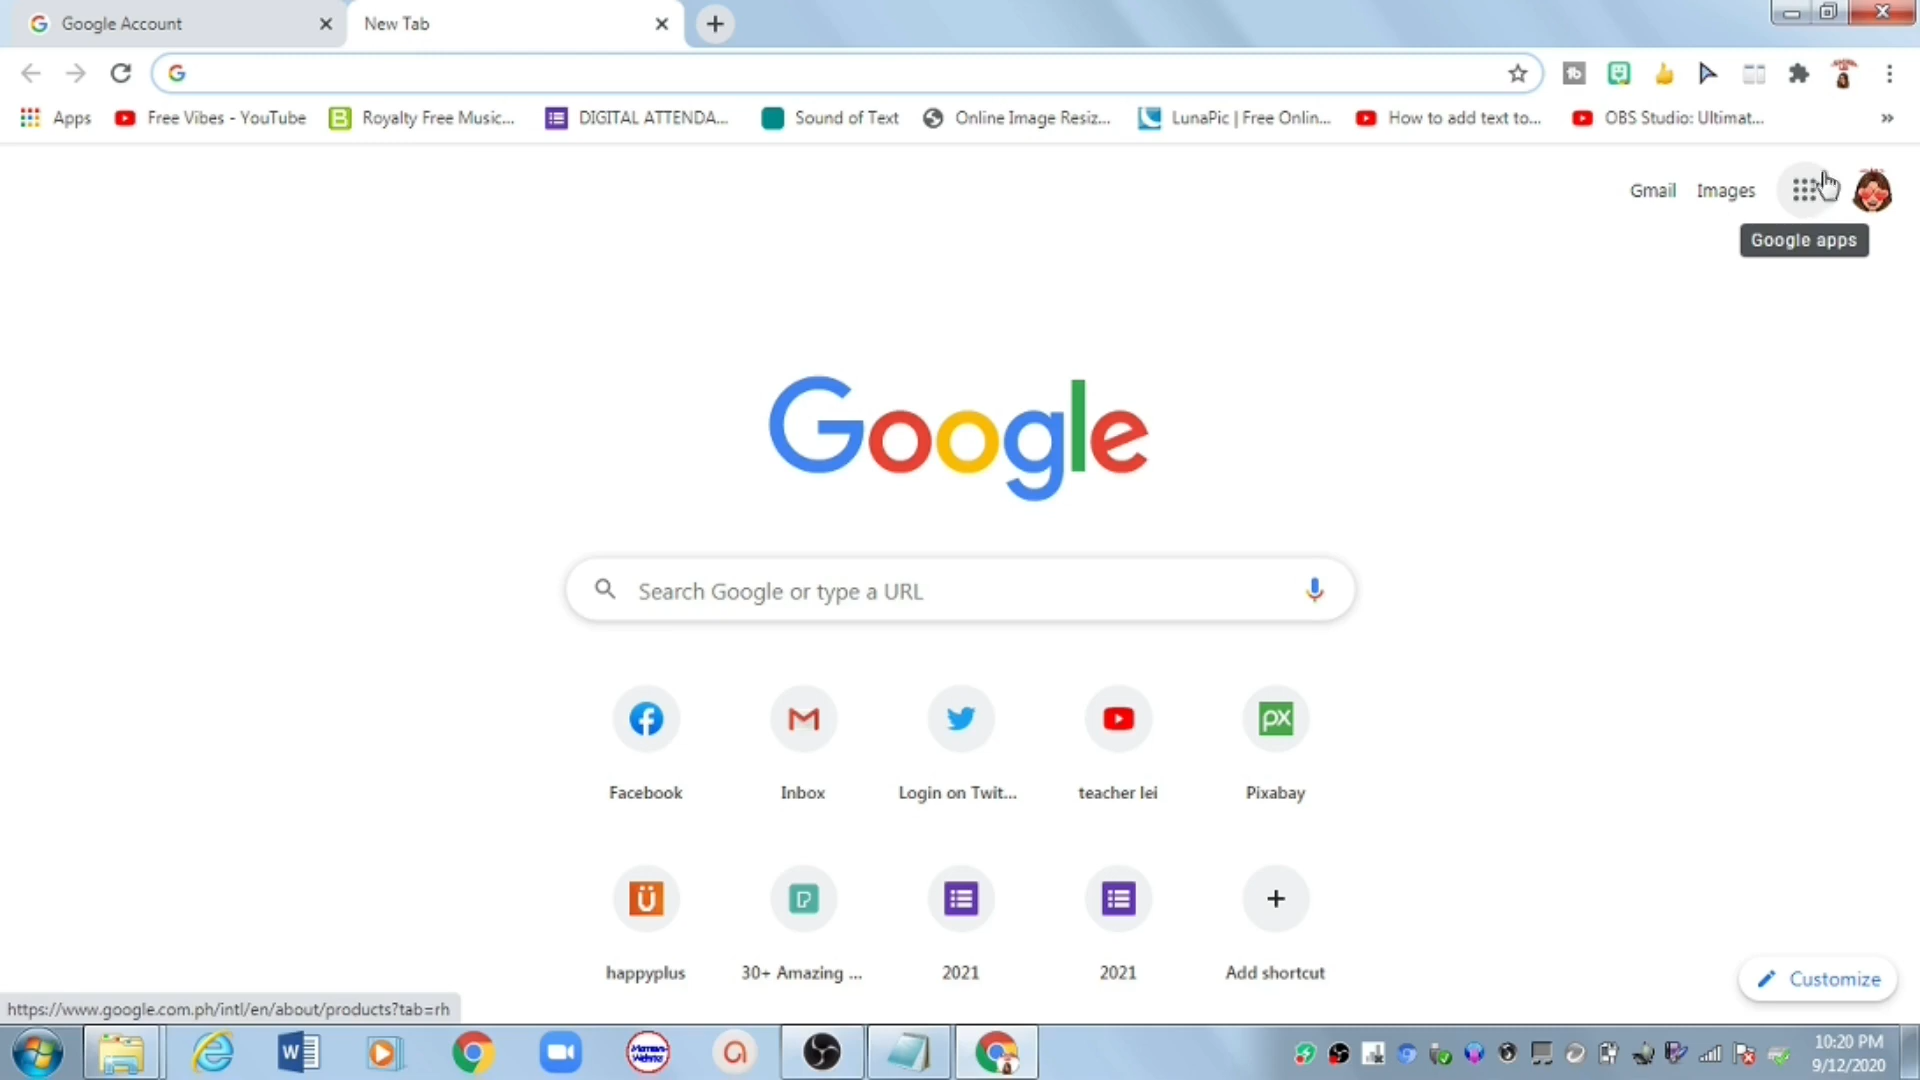 Google Account
New Tab
Apps
Free Vibes - YouTube
Royalty Free Music...
DIGITAL ATTENDA...
Sound of Text
Online Image Resiz...
LunaPic | Free Onlin...
How to add text to...
OBS Studio: Ultimat...
Gmail
Images
Google apps
Google
Search Google or type a URL
Facebook
Inbox
Login on Twit...
teacher lei
Pixabay
happyplus
30+ Amazing ...
2021
2021
Add shortcut
Customize
https://www.google.com.ph/intl/en/about/products?tab=rh
10:20 PM
9/12/2020